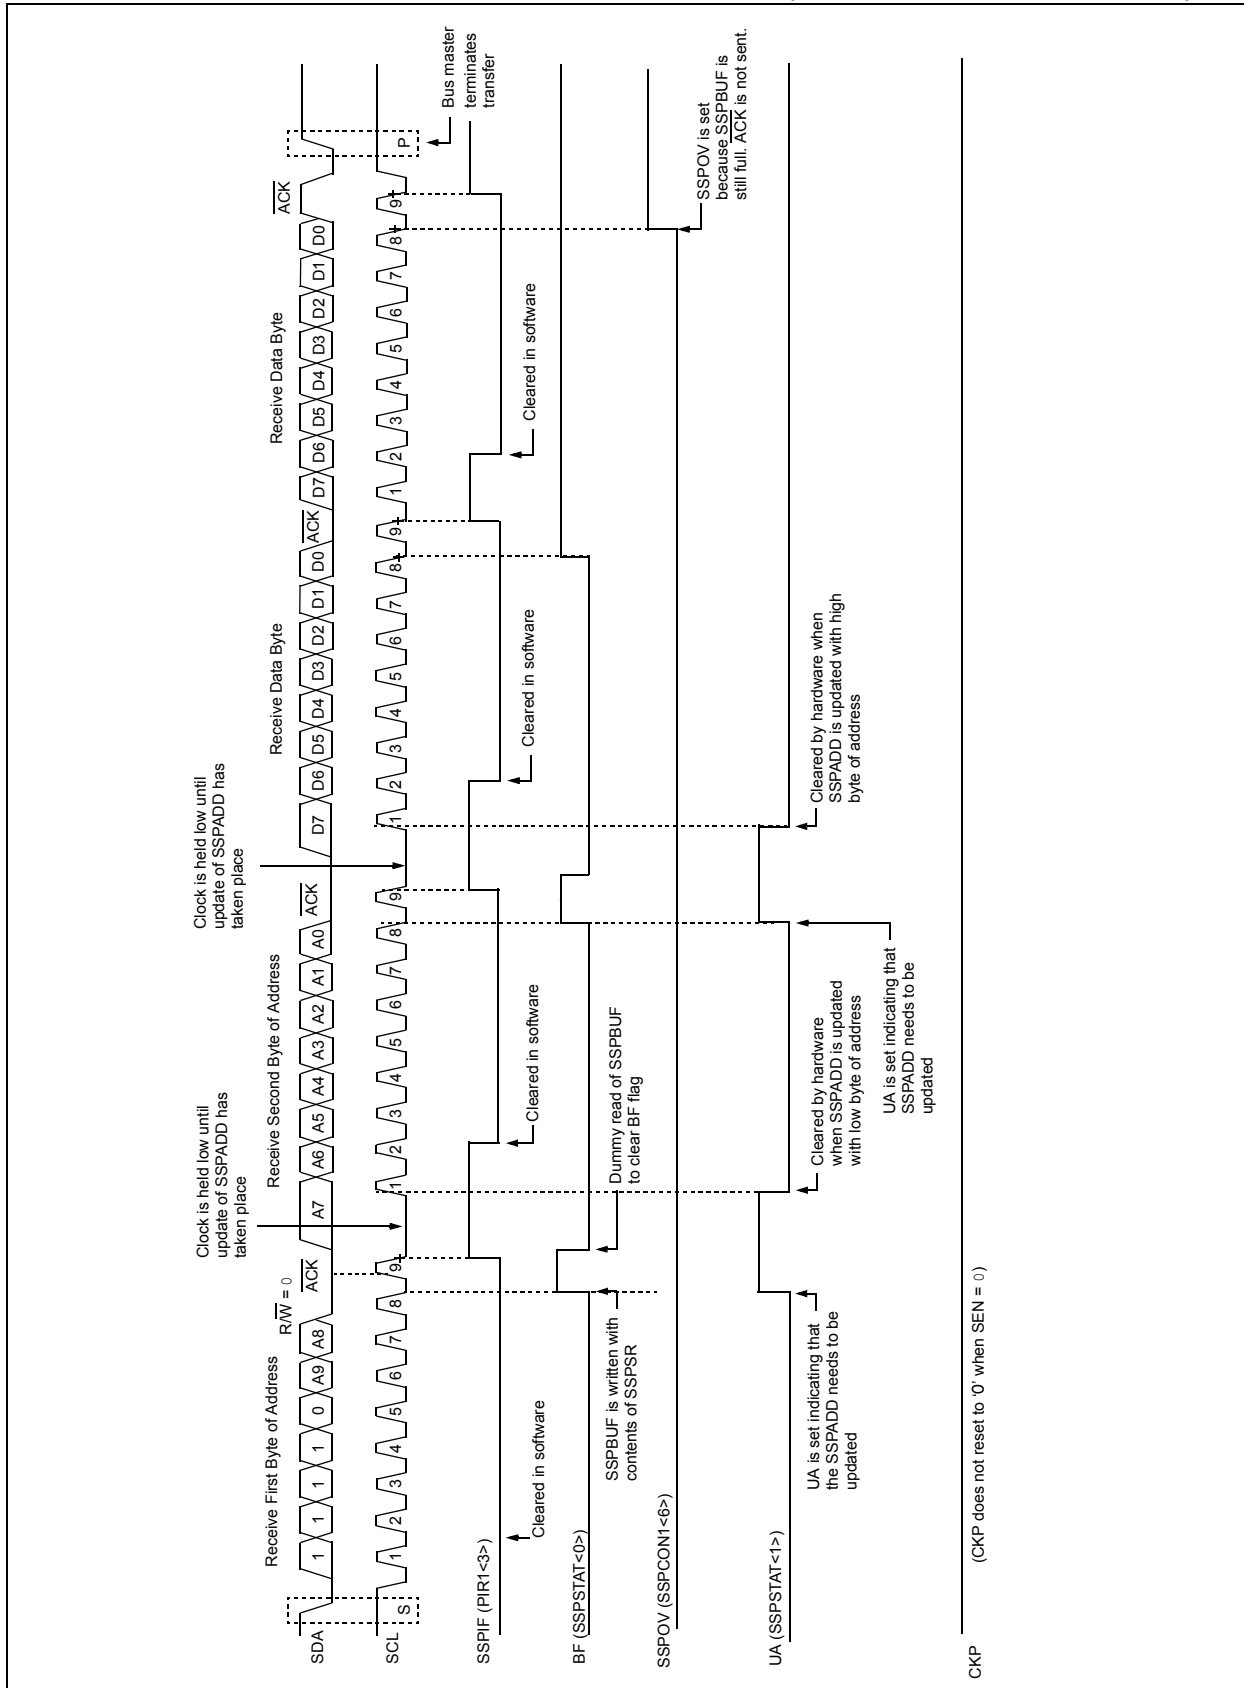 Receive First Byte of Address
R/W = 0
Clock is held low until
update of SSPADD has
taken place
Receive Second Byte of Address
Clock is held low until
update of SSPADD has
taken place
Receive Data Byte
Receive Data Byte
SDA
1 1 1 1 0 A9 A8 ACK A7 A6 A5 A4 A3 A2 A1 A0 ACK D7 D6 D5 D4 D3 D2 D1 D0 ACK D7 D6 D5 D4 D3 D2 D1 D0 ACK
SCL
S 1 2 3 4 5 6 7 8 9 1 2 3 4 5 6 7 8 9 1 2 3 4 5 6 7 8 9 1 2 3 4 5 6 7 8 9 P
Bus master
terminates
transfer
SSPIF (PIR1<3>)
Cleared in software
Cleared in software
Cleared in software
Cleared in software
BF (SSPSTAT<0>)
SSPBUF is written with
contents of SSPSR
Dummy read of SSPBUF
to clear BF flag
SSPOV (SSPCON1<6>)
SSPOV is set
because SSPBUF is
still full. ACK is not sent.
UA (SSPSTAT<1>)
UA is set indicating that
the SSPADD needs to be
updated
Cleared by hardware
when SSPADD is updated
with low byte of address
UA is set indicating that
SSPADD needs to be
updated
Cleared by hardware when
SSPADD is updated with high
byte of address
CKP
(CKP does not reset to ‘0’ when SEN = 0)